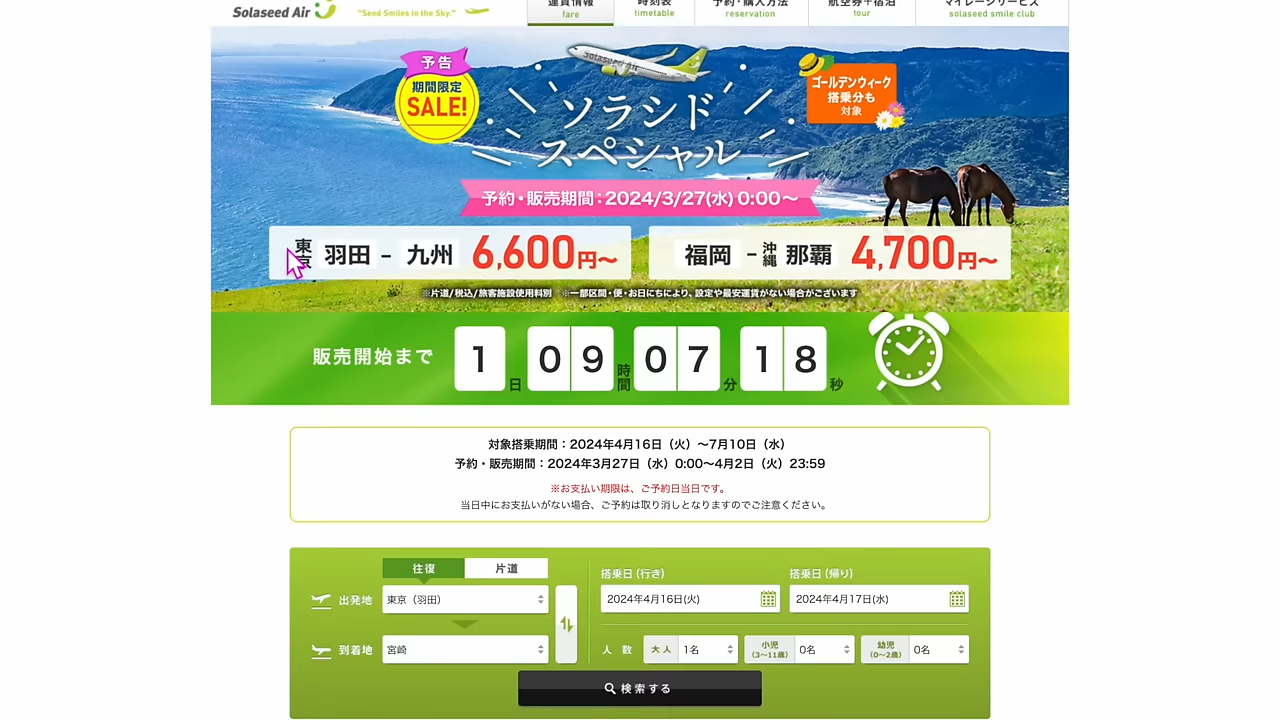 Solaseed Air
"Seed Smiles in the Sky."
運賃情報
fare
時刻表
timetable
予約・購入方法
reservation
航空券+宿泊
tour
マイレージサービス
solaseed smile club
予告
期間限定
SALE!
Solaseed Air
ソラシド
スペシャル
ゴールデンウィーク
搭乗分も
対象
予約・販売期間：2024/3/27(水) 0:00〜
東京 羽田 - 九州 6,600円〜
福岡 - 沖縄 那覇 4,700円〜
※片道/税込/旅客施設使用料別 ※一部区間・便・お日にちにより、設定や最安運賃がない場合がございます
販売開始まで 1日 09時間 07分 18秒
対象搭乗期間：2024年4月16日（火）〜7月10日（水）
予約・販売期間：2024年3月27日（水）0:00〜4月2日（火）23:59
※お支払い期限は、ご予約日当日です。
当日中にお支払いがない場合、ご予約は取り消しとなりますのでご注意ください。
往復 片道
出発地 東京（羽田）
到着地 宮崎
搭乗日（行き） 搭乗日（帰り）
2024年4月16日(火) 2024年4月17日(水)
人数 大人 1名 小児（3〜11歳） 0名 幼児（0〜2歳） 0名
検索する